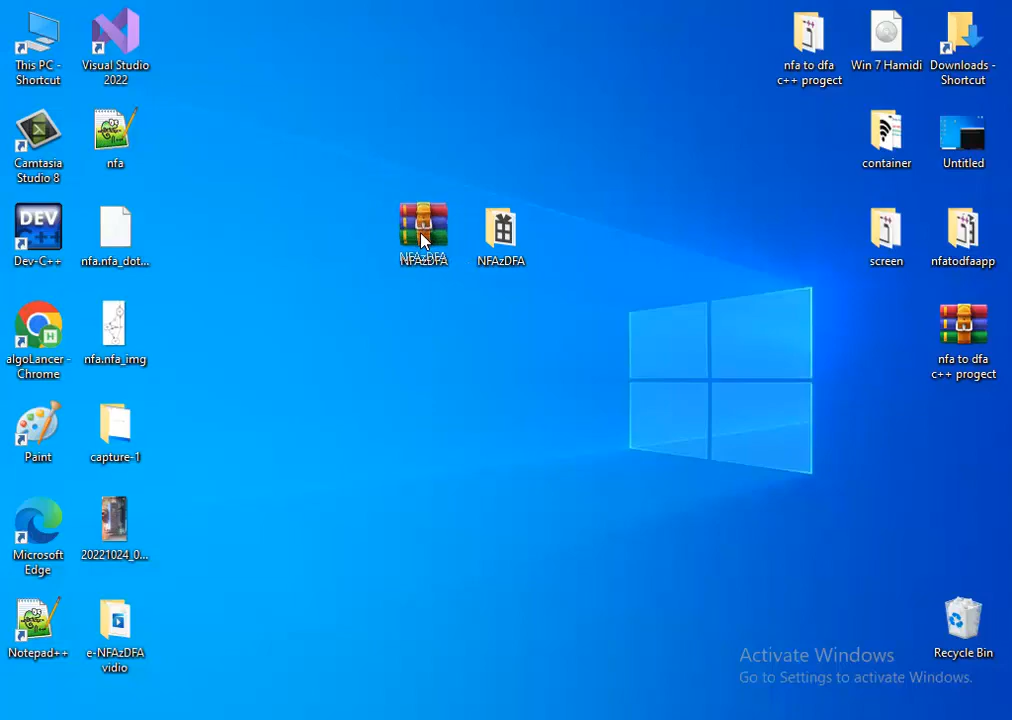 This PC -
Shortcut
Visual Studio
2022
nfa to dfa
c++ progect
Win 7 Hamidi
Downloads -
Shortcut
Camtasia
Studio 8
nfa
container
Untitled
DEV
C++
Dev-C++
nfa.nfa_dot...
NFAzDFA
NFAzDFA
NFAzDFA
screen
nfatodfaapp
algoLancer -
Chrome
nfa.nfa_img
nfa to dfa
c++ progect
Paint
capture-1
Microsoft
Edge
20221024_0...
Notepad++
e-NFAzDFA
vidio
Activate Windows
Go to Settings to activate Windows.
Recycle Bin